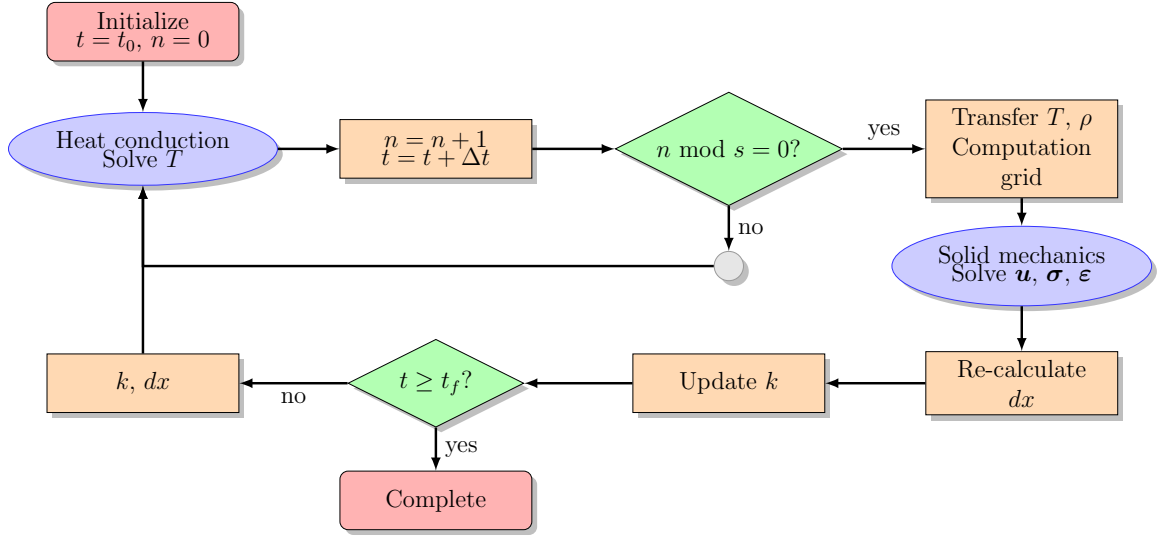 Initialize
t = t₀, n = 0
Heat conduction
Solve T
n = n + 1
t = t + Δt
n mod s = 0?
yes
no
Transfer T, ρ
Computation
grid
Solid mechanics
Solve 𝒖, 𝝈, 𝜺
Re-calculate
dx
Update k
t ≥ t_f?
no
yes
k, dx
Complete